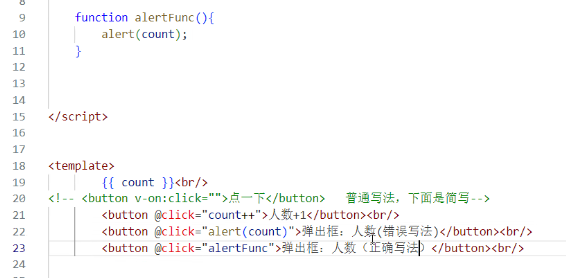 8
9 function alertFunc(){
10 alert(count);
11 }
12
13
14
15 </script>
16
17
18 <template>
19 {{ count }}<br/>
20 <!-- <button v-on:click="">点一下</button> 普通写法，下面是简写-->
21 <button @click="count++">人数+1</button><br/>
22 <button @click="alert(count)">弹出框：人数(错误写法)</button><br/>
23 <button @click="alertFunc">弹出框：人数（正确写法）</button><br/>
24
25
26